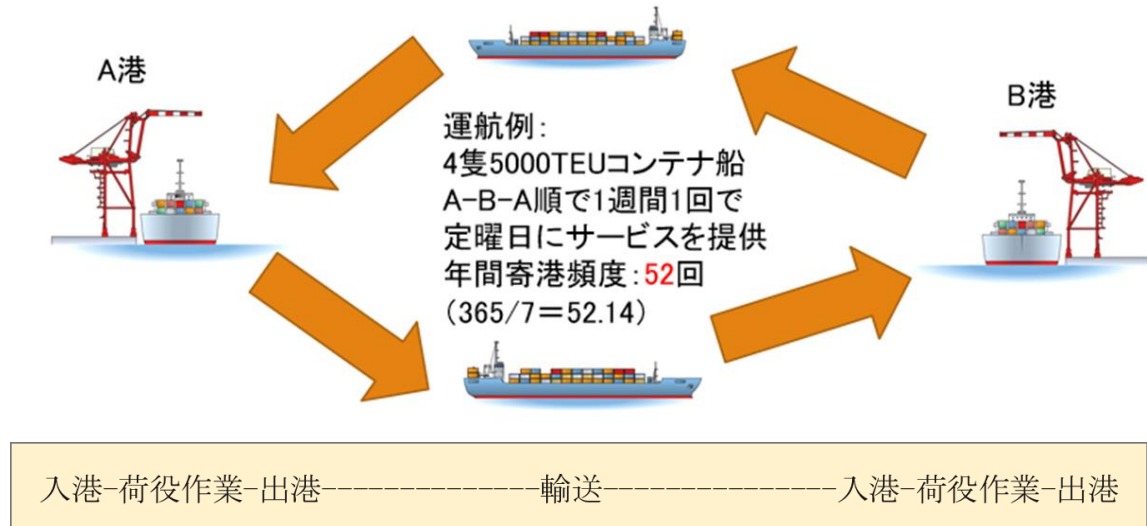 A港
B港
運航例:
4隻5000TEUコンテナ船
A-B-A順で1週間1回で
定曜日にサービスを提供
年間寄港頻度:52回
(365/7=52.14)
入港-荷役作業-出港--------------輸送---------------入港-荷役作業-出港